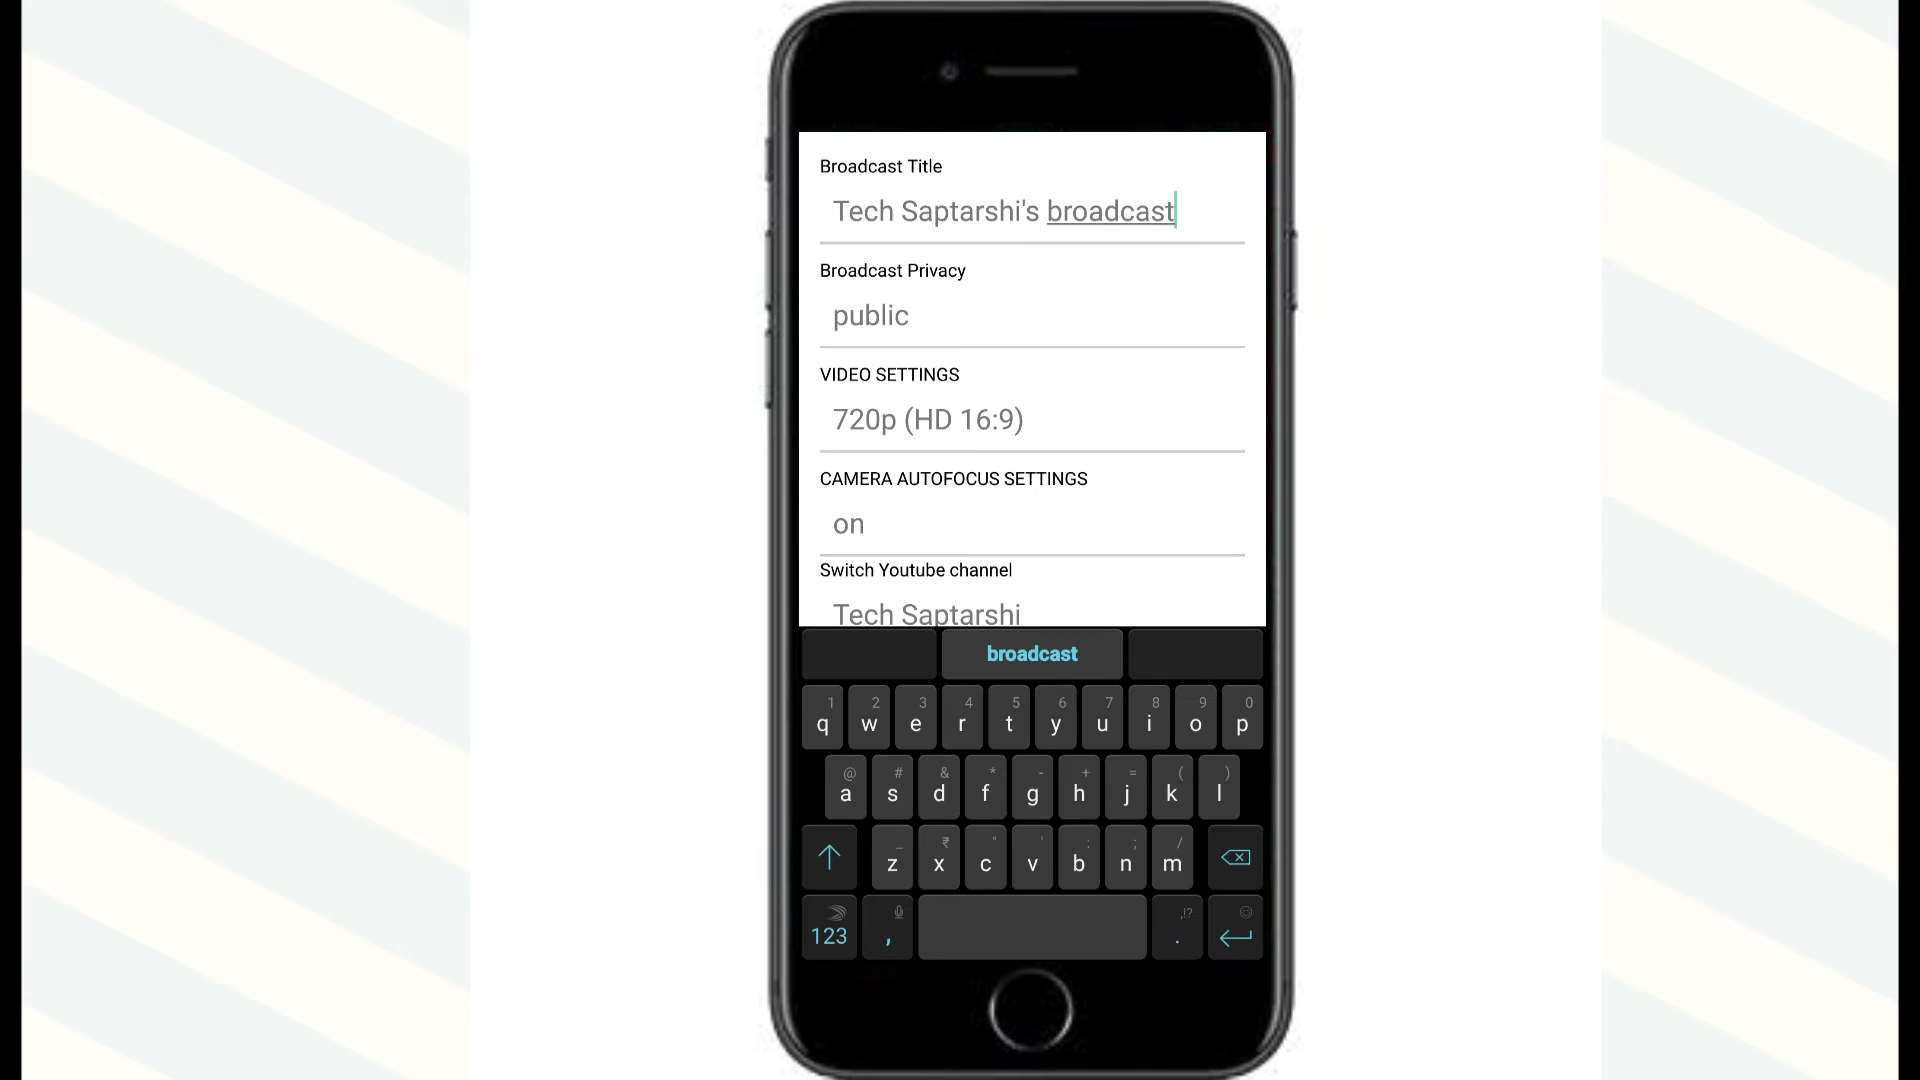 Broadcast Title
Tech Saptarshi's broadcast
Broadcast Privacy
public
VIDEO SETTINGS
720p (HD 16:9)
CAMERA AUTOFOCUS SETTINGS
on
Switch Youtube channel
Tech Saptarshi
broadcast
1 2 3 4 5 6 7 8 9 0
q w e r t y u i o p
@ # & * - + = ( )
a s d f g h j k l
_ ₹ " ' : ; /
z x c v b n m
,!?
123 , .